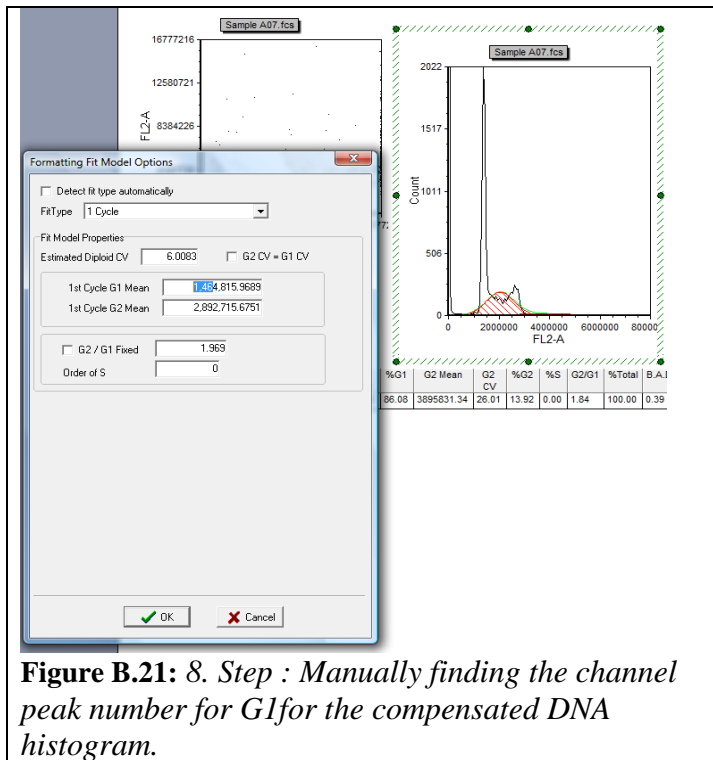 Sample A07.fcs
16777216
12580721
8384226
FL2-A
Sample A07.fcs
2022
1517
1011
506
0
Count
0 2000000 4000000 6000000 80000
FL2-A
Formatting Fit Model Options
Detect fit type automatically
FitType 1 Cycle
Fit Model Properties
Estimated Diploid CV 6.0083 G2 CV = G1 CV
1st Cycle G1 Mean 1,464,815.9689
1st Cycle G2 Mean 2,892,715.6751
G2 / G1 Fixed 1.969
Order of S 0
OK Cancel
%G1 G2 Mean G2 CV %G2 %S G2/G1 %Total B.A.
86.08 3895831.34 26.01 13.92 0.00 1.84 100.00 0.39
Figure B.21: 8. Step : Manually finding the channel
peak number for G1for the compensated DNA
histogram.